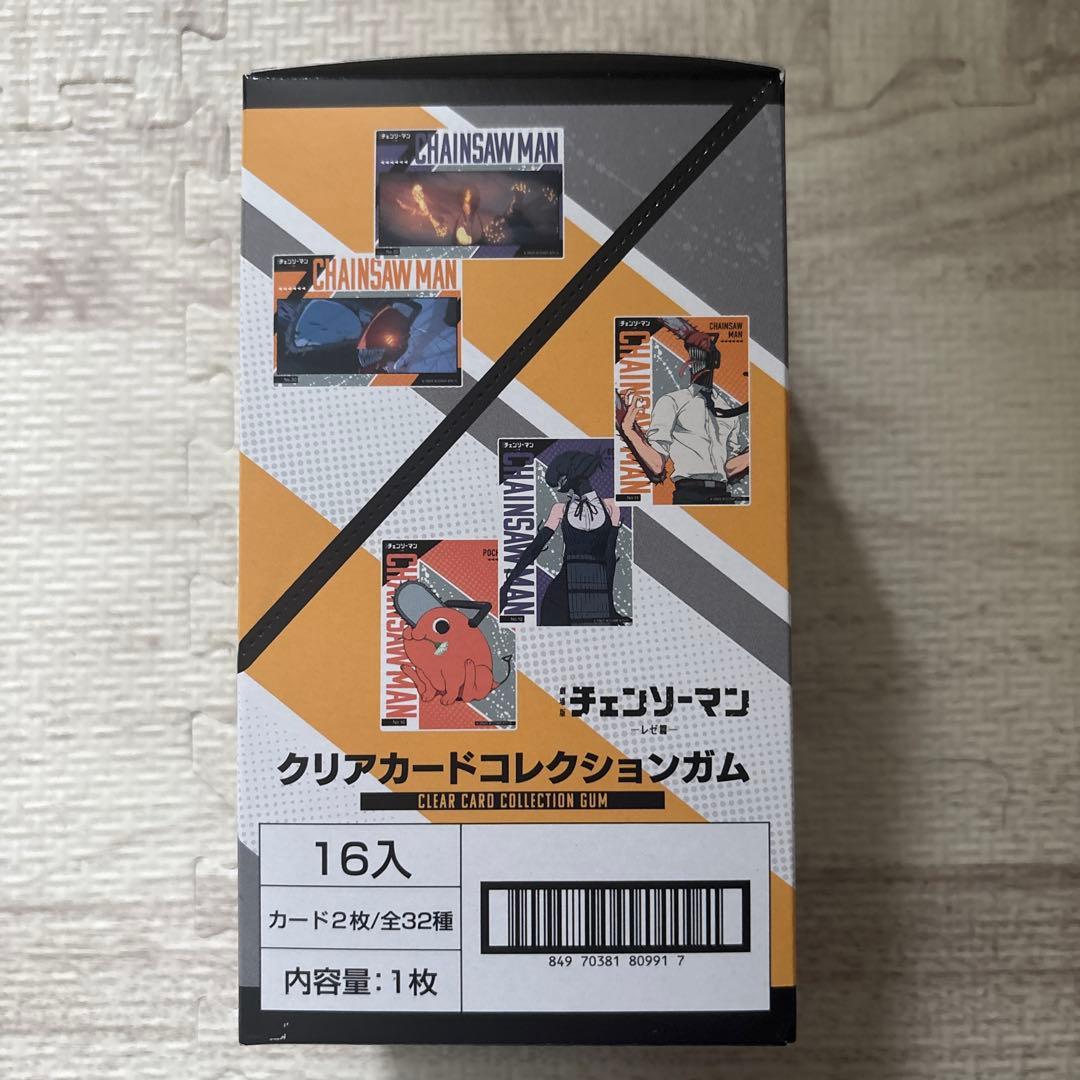 チェンソーマン
CHAINSAW MAN
チェンソーマン
CHAINSAW MAN
No.30
チェンソーマン
CHAINSAW
MAN
CHAINSAW MAN
チェンソーマン
CHAINSAW MAN
No.12
チェンソーマン
POCH
CHAINSAW MAN
チェンソーマン
―レゼ篇―
クリアカードコレクションガム
CLEAR CARD COLLECTION GUM
16入
カード2枚/全32種
内容量:1枚
849 70381 80991 7